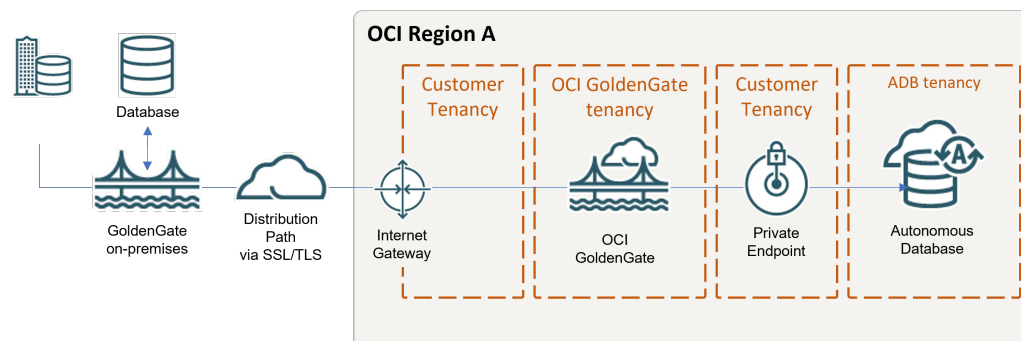 OCI Region A
Customer
Tenancy
OCI GoldenGate
tenancy
Customer
Tenancy
ADB tenancy
Database
GoldenGate
on-premises
Distribution
Path
via SSL/TLS
Internet
Gateway
OCI
GoldenGate
Private
Endpoint
A
Autonomous
Database